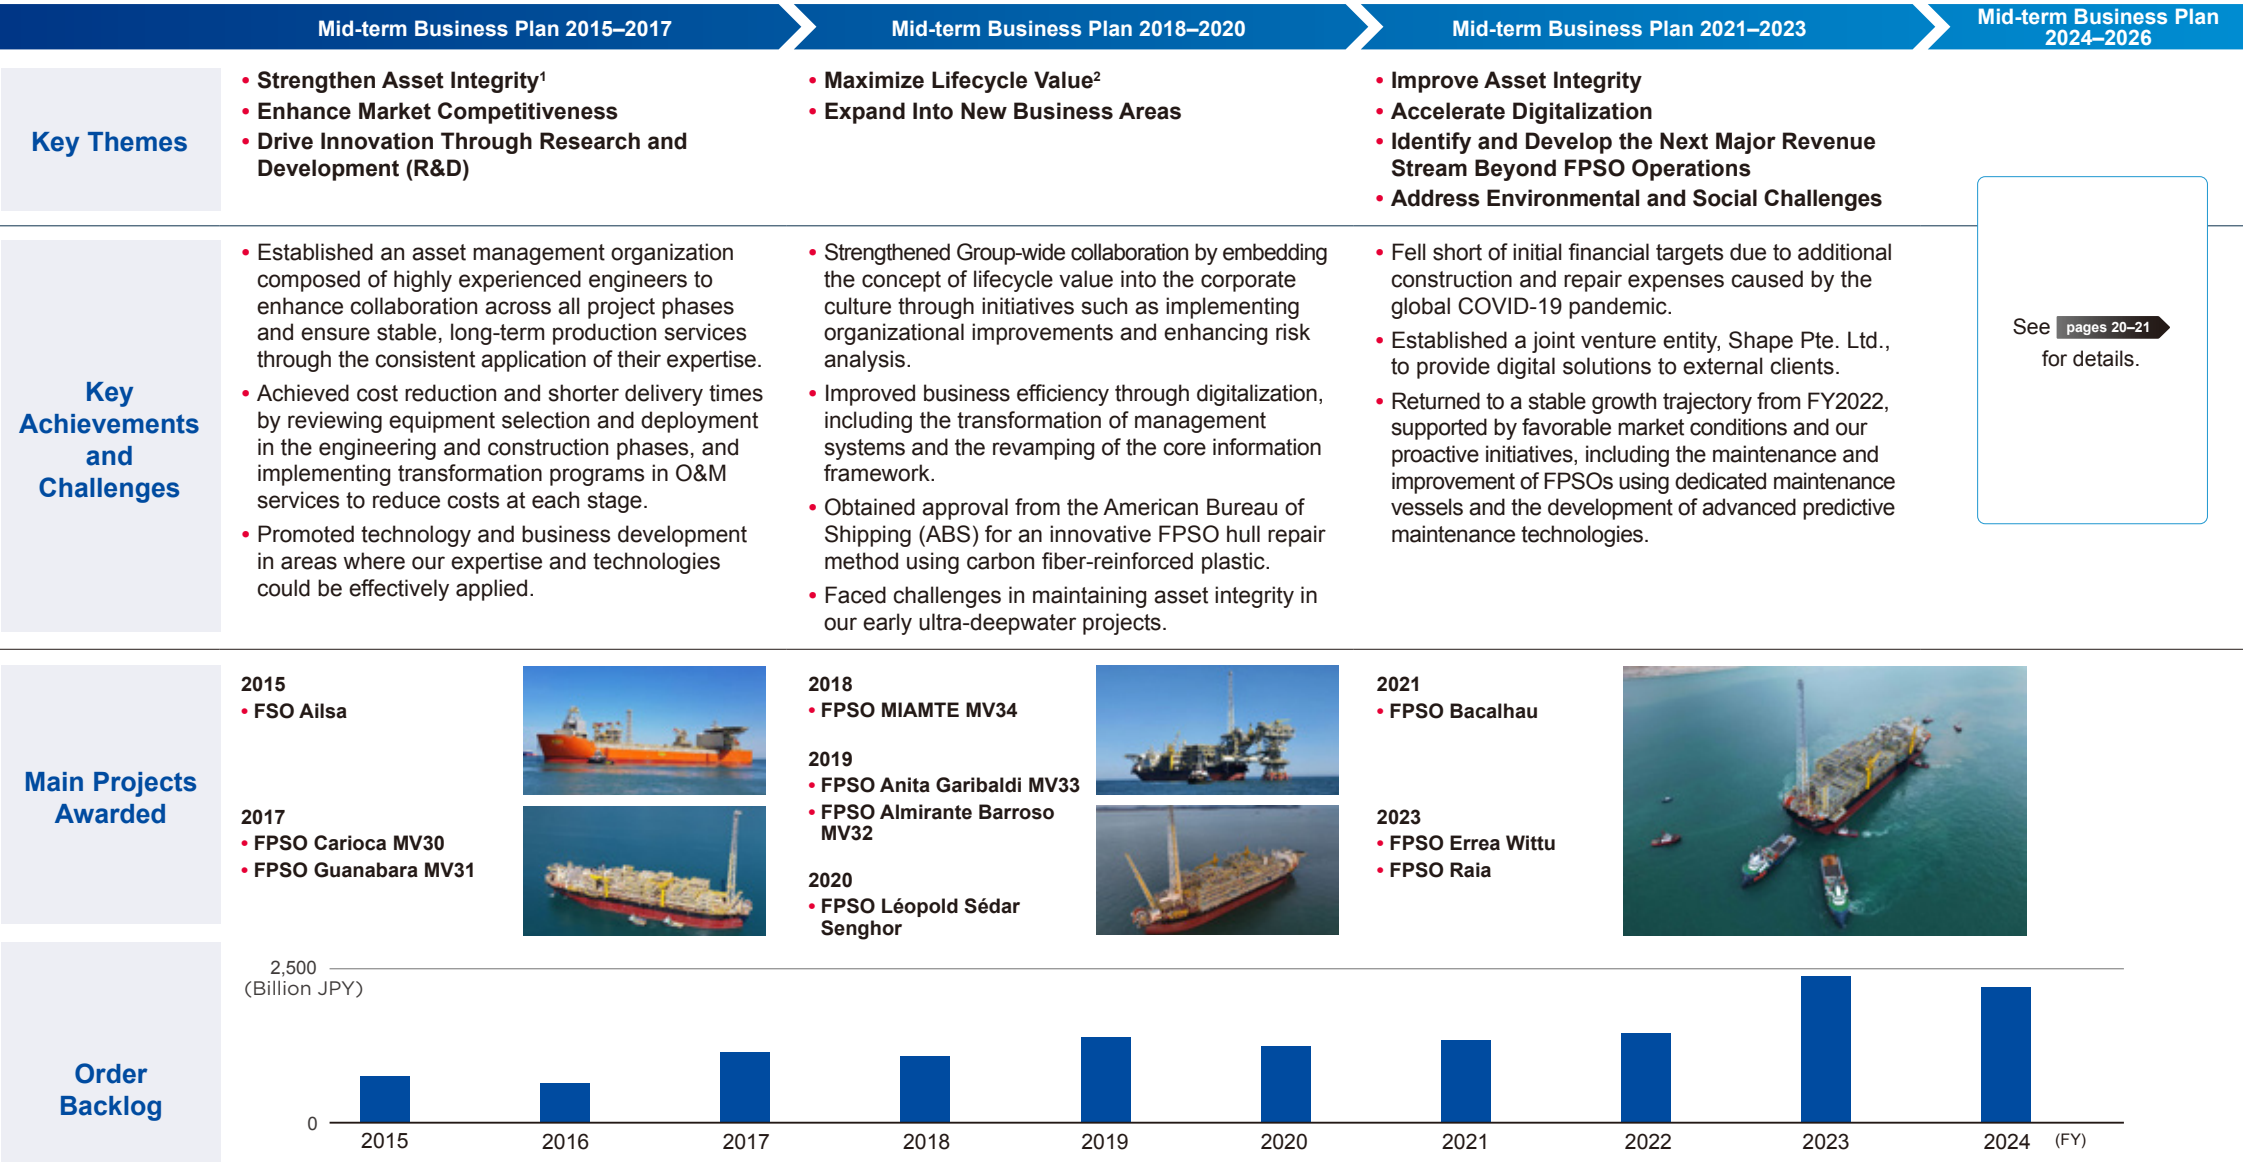 Mid-term Business Plan 2015–2017
Mid-term Business Plan 2018–2020
Mid-term Business Plan 2021–2023
Mid-term Business Plan
2024–2026
Key Themes
• Strengthen Asset Integrity¹
• Enhance Market Competitiveness
• Drive Innovation Through Research and
Development (R&D)
• Maximize Lifecycle Value²
• Expand Into New Business Areas
• Improve Asset Integrity
• Accelerate Digitalization
• Identify and Develop the Next Major Revenue
Stream Beyond FPSO Operations
• Address Environmental and Social Challenges
Key
Achievements
and
Challenges
• Established an asset management organization
composed of highly experienced engineers to
enhance collaboration across all project phases
and ensure stable, long-term production services
through the consistent application of their expertise.
• Achieved cost reduction and shorter delivery times
by reviewing equipment selection and deployment
in the engineering and construction phases, and
implementing transformation programs in O&M
services to reduce costs at each stage.
• Promoted technology and business development
in areas where our expertise and technologies
could be effectively applied.
• Strengthened Group-wide collaboration by embedding
the concept of lifecycle value into the corporate
culture through initiatives such as implementing
organizational improvements and enhancing risk
analysis.
• Improved business efficiency through digitalization,
including the transformation of management
systems and the revamping of the core information
framework.
• Obtained approval from the American Bureau of
Shipping (ABS) for an innovative FPSO hull repair
method using carbon fiber-reinforced plastic.
• Faced challenges in maintaining asset integrity in
our early ultra-deepwater projects.
• Fell short of initial financial targets due to additional
construction and repair expenses caused by the
global COVID-19 pandemic.
• Established a joint venture entity, Shape Pte. Ltd.,
to provide digital solutions to external clients.
• Returned to a stable growth trajectory from FY2022,
supported by favorable market conditions and our
proactive initiatives, including the maintenance and
improvement of FPSOs using dedicated maintenance
vessels and the development of advanced predictive
maintenance technologies.
See pages 20–21
for details.
Main Projects
Awarded
2015
• FSO Ailsa
2017
• FPSO Carioca MV30
• FPSO Guanabara MV31
2018
• FPSO MIAMTE MV34
2019
• FPSO Anita Garibaldi MV33
• FPSO Almirante Barroso
MV32
2020
• FPSO Léopold Sédar
Senghor
2021
• FPSO Bacalhau
2023
• FPSO Errea Wittu
• FPSO Raia
Order
Backlog
2,500
(Billion JPY)
0
2015 2016 2017 2018 2019 2020 2021 2022 2023 2024 (FY)